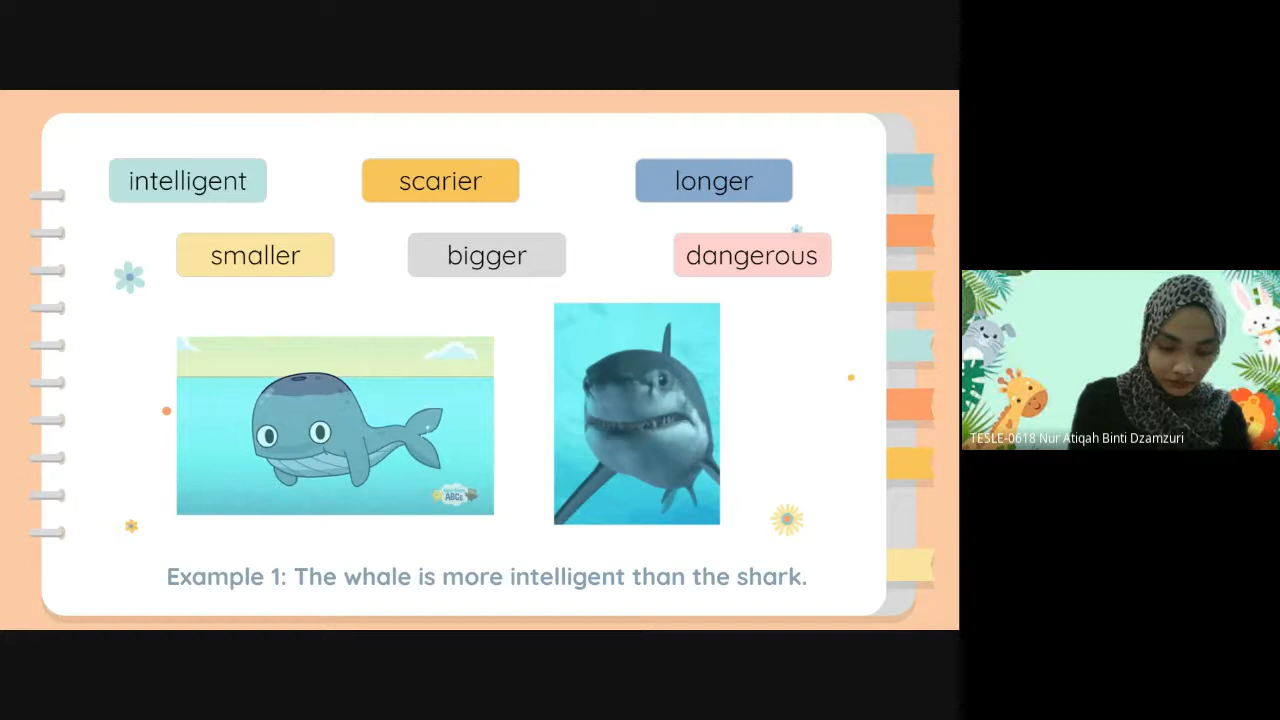 intelligent
scarier
longer
smaller
bigger
dangerous
ABCs
Example 1: The whale is more intelligent than the shark.
TESLE-0618 Nur Atiqah Binti Dzamzuri